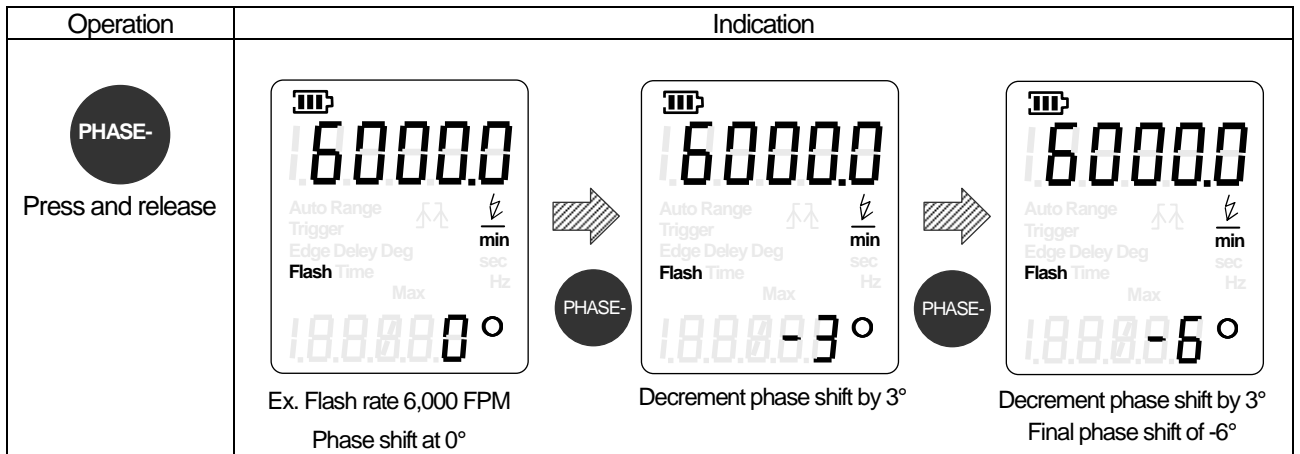 Operation
Indication
PHASE-
Press and release
6000.0
Auto Range
Trigger
min
Edge Deley Deg
sec
Flash Time
Hz
Max
0°
Ex. Flash rate 6,000 FPM
Phase shift at 0°
PHASE-
6000.0
Auto Range
Trigger
min
Edge Deley Deg
sec
Flash Time
Hz
Max
-3°
Decrement phase shift by 3°
PHASE-
6000.0
Auto Range
Trigger
min
Edge Deley Deg
sec
Flash Time
Hz
Max
-6°
Decrement phase shift by 3°
Final phase shift of -6°